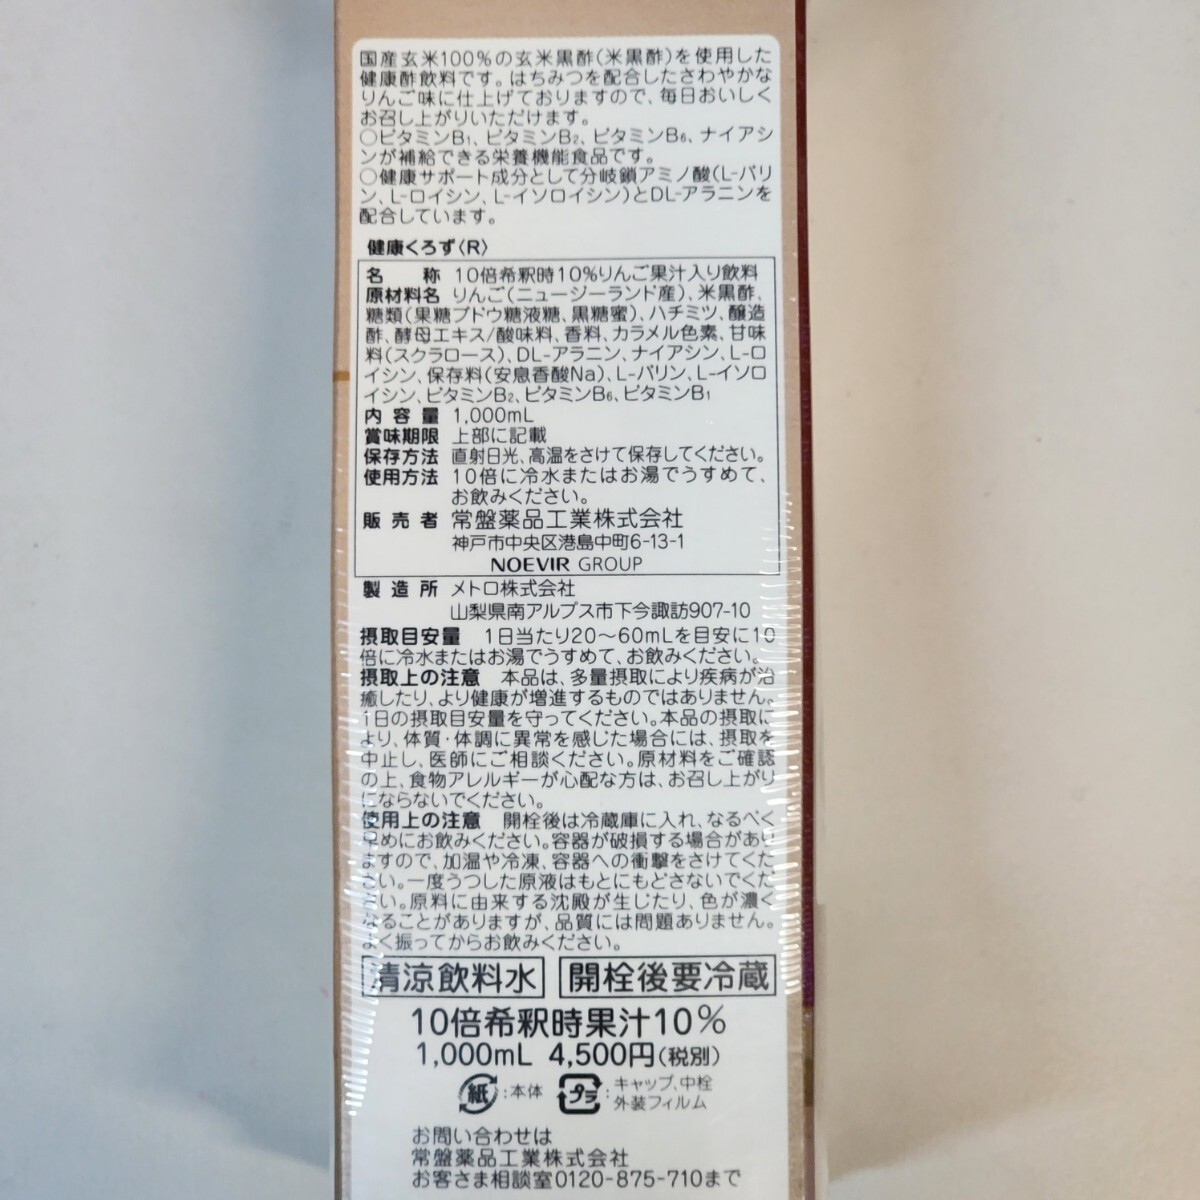 国産玄米100%の玄米黒酢(米黒酢)を使用した
健康酢飲料です。はちみつを配合したさわやかな
りんご味に仕上げておりますので、毎日おいしく
お召し上がりいただけます。
○ビタミンB₁、ビタミンB₂、ビタミンB₆、ナイアシ
ンが補給できる栄養機能食品です。
○健康サポート成分として分岐鎖アミノ酸(L-バリ
ン、L-ロイシン、L-イソロイシン)とDL-アラニンを
配合しています。
健康くろず〈R〉
名称 10倍希釈時10%りんご果汁入り飲料
原材料名 りんご(ニュージーランド産)、米黒酢、
糖類(果糖ブドウ糖液糖、黒糖蜜)、ハチミツ、醸造
酢、酵母エキス/酸味料、香料、カラメル色素、甘味
料(スクラロース)、DL-アラニン、ナイアシン、L-ロ
イシン、保存料(安息香酸Na)、L-バリン、L-イソロ
イシン、ビタミンB₂、ビタミンB₆、ビタミンB₁
内容量 1,000mL
賞味期限 上部に記載
保存方法 直射日光、高温をさけて保存してください。
使用方法 10倍に冷水またはお湯でうすめて、
お飲みください。
販売者 常盤薬品工業株式会社
神戸市中央区港島中町6-13-1
NOEVIR GROUP
製造所 メトロ株式会社
山梨県南アルプス市下今諏訪907-10
摂取目安量 1日当たり20~60mLを目安に10
倍に冷水またはお湯でうすめて、お飲みください。
摂取上の注意 本品は、多量摂取により疾病が治
癒したり、より健康が増進するものではありません。
1日の摂取目安量を守ってください。本品の摂取に
より、体質・体調に異常を感じた場合には、摂取を
中止し、医師にご相談ください。原材料をご確認
の上、食物アレルギーが心配な方は、お召し上がり
にならないでください。
使用上の注意 開栓後は冷蔵庫に入れ、なるべく
早めにお飲みください。容器が破損する場合があり
ますので、加温や冷凍、容器への衝撃をさけてくだ
さい。一度うつした原液はもとにもどさないでくだ
さい。原料に由来する沈殿が生じたり、色が濃く
なることがありますが、品質には問題ありません。
よく振ってからお飲みください。
清涼飲料水 開栓後要冷蔵
10倍希釈時果汁10%
1,000mL 4,500円(税別)
紙:本体 プラ:キャップ、中栓
外装フィルム
お問い合わせは
常盤薬品工業株式会社
お客さま相談室0120-875-710まで